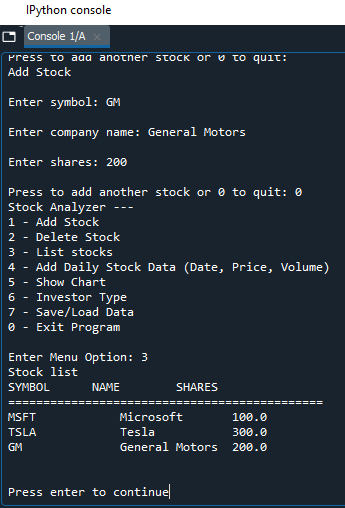 IPython console
Console 1/A
Press to add another stock or 0 to quit:
Add Stock
Enter symbol: GM
Enter company name: General Motors
Enter shares: 200
Press to add another stock or 0 to quit: 0
Stock Analyzer ---
1 - Add Stock
2 - Delete Stock
3 - List stocks
4 - Add Daily Stock Data (Date, Price, Volume)
5 - Show Chart
6 - Investor Type
7 - Save/Load Data
0 - Exit Program
Enter Menu Option: 3
Stock list
SYMBOL NAME SHARES
=============================================
MSFT Microsoft 100.0
TSLA Tesla 300.0
GM General Motors 200.0
Press enter to continue